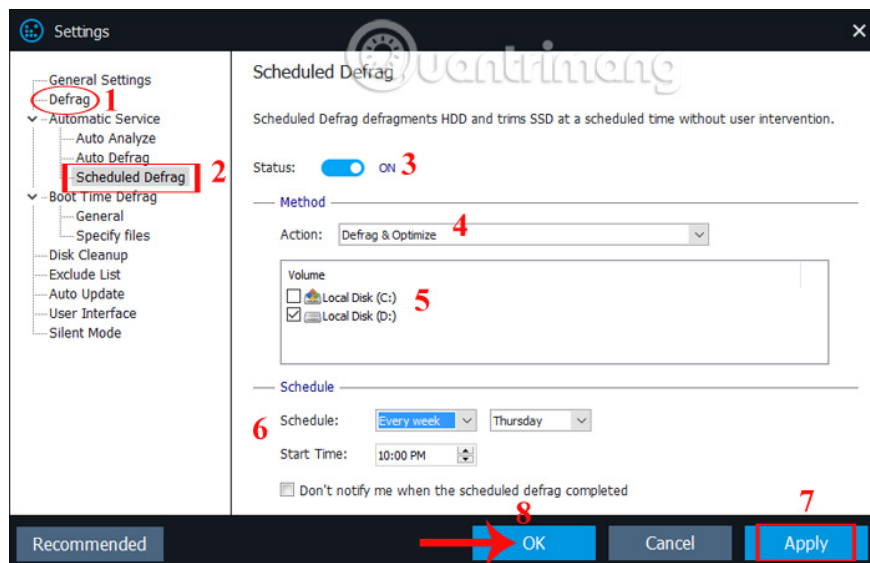 Settings
Quantrimang
General Settings
Defrag 1
Automatic Service
Auto Analyze
Auto Defrag
Scheduled Defrag 2
Boot Time Defrag
General
Specify files
Disk Cleanup
Exclude List
Auto Update
User Interface
Silent Mode
Scheduled Defrag
Scheduled Defrag defragments HDD and trims SSD at a scheduled time without user intervention.
Status: ON 3
Method
Action: Defrag & Optimize 4
Volume
Local Disk (C:)
Local Disk (D:)
5
Schedule
6 Schedule: Every week Thursday
Start Time: 10:00 PM
Don't notify me when the scheduled defrag completed
8 7
Recommended OK Cancel Apply